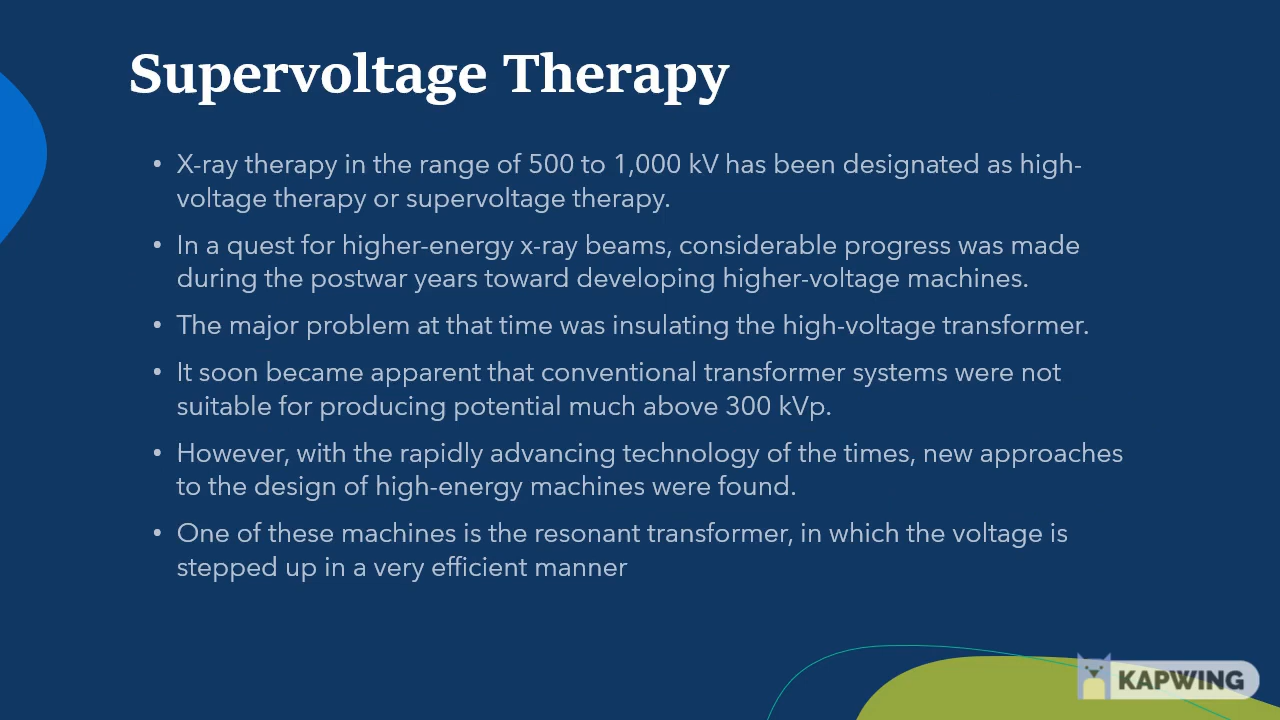 Supervoltage Therapy
• X-ray therapy in the range of 500 to 1,000 kV has been designated as high-
voltage therapy or supervoltage therapy.
• In a quest for higher-energy x-ray beams, considerable progress was made
during the postwar years toward developing higher-voltage machines.
• The major problem at that time was insulating the high-voltage transformer.
• It soon became apparent that conventional transformer systems were not
suitable for producing potential much above 300 kVp.
• However, with the rapidly advancing technology of the times, new approaches
to the design of high-energy machines were found.
• One of these machines is the resonant transformer, in which the voltage is
stepped up in a very efficient manner
KAPWING